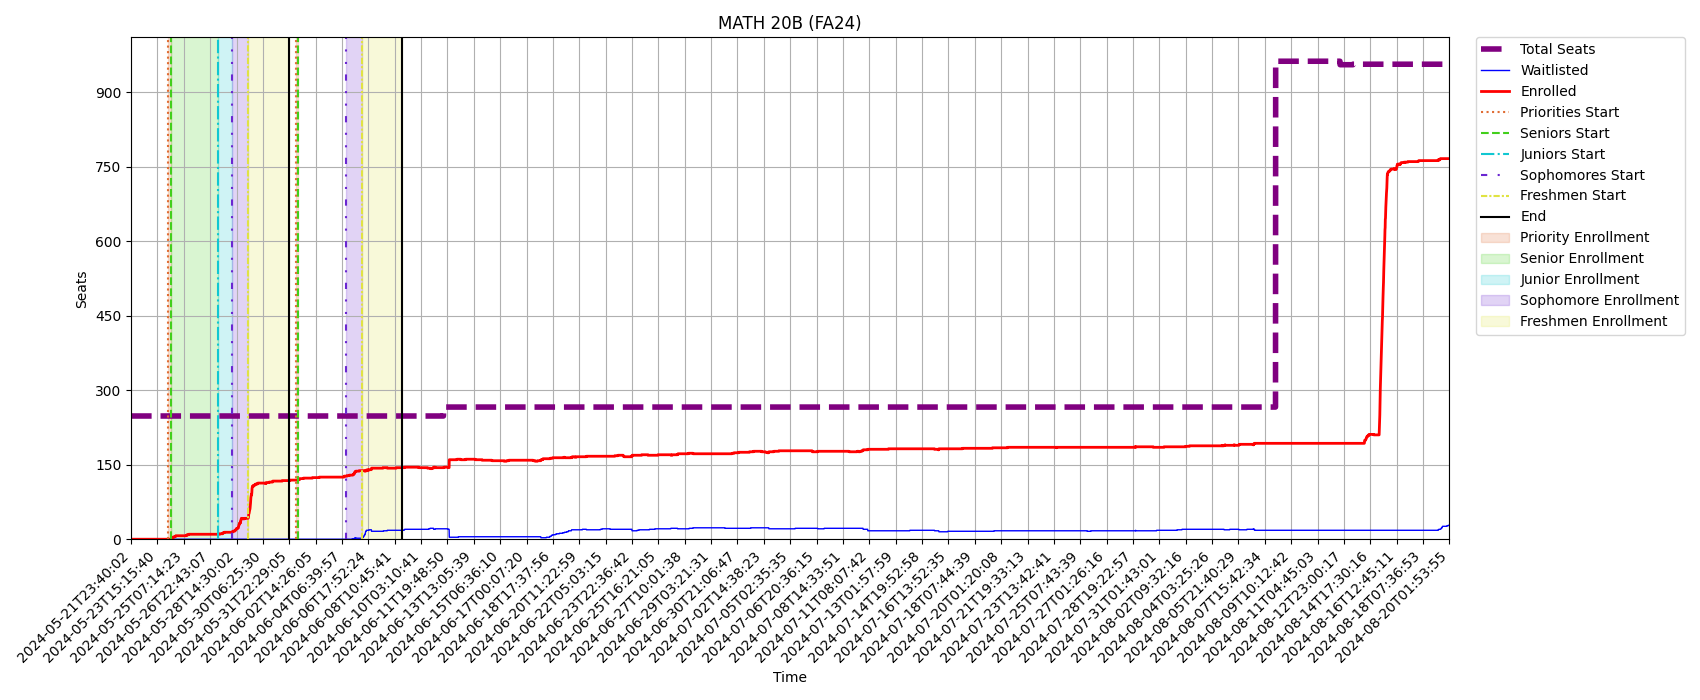 MATH 20B (FA24)
Total Seats
Waitlisted
Enrolled
Priorities Start
Seniors Start
Juniors Start
Sophomores Start
Freshmen Start
End
Priority Enrollment
Senior Enrollment
Junior Enrollment
Sophomore Enrollment
Freshmen Enrollment
Seats
900
750
600
450
300
150
0
2024-05-21T23:40:02
2024-05-23T15:15:40
2024-05-25T07:14:23
2024-05-26T22:43:07
2024-05-28T14:30:02
2024-05-30T06:25:30
2024-05-31T22:29:05
2024-06-02T14:26:05
2024-06-04T06:39:57
2024-06-06T17:52:24
2024-06-08T10:45:41
2024-06-10T03:10:41
2024-06-11T19:48:50
2024-06-13T13:05:39
2024-06-15T06:36:10
2024-06-17T00:07:20
2024-06-18T17:37:56
2024-06-20T11:22:59
2024-06-22T05:03:15
2024-06-23T22:36:42
2024-06-25T16:21:05
2024-06-27T10:01:38
2024-06-29T03:21:31
2024-06-30T21:06:47
2024-07-02T14:38:23
2024-07-05T02:35:35
2024-07-06T20:36:15
2024-07-08T14:33:51
2024-07-11T08:07:42
2024-07-13T01:57:59
2024-07-14T19:52:58
2024-07-16T13:52:35
2024-07-18T07:44:39
2024-07-20T01:20:08
2024-07-21T19:33:13
2024-07-23T13:42:41
2024-07-25T07:43:39
2024-07-27T01:26:16
2024-07-28T19:22:57
2024-07-31T01:43:01
2024-08-02T09:32:16
2024-08-04T03:25:26
2024-08-05T21:40:29
2024-08-07T15:42:34
2024-08-09T10:12:42
2024-08-11T04:45:03
2024-08-12T23:00:17
2024-08-14T17:30:16
2024-08-16T12:45:11
2024-08-18T07:36:53
2024-08-20T01:53:55
Time